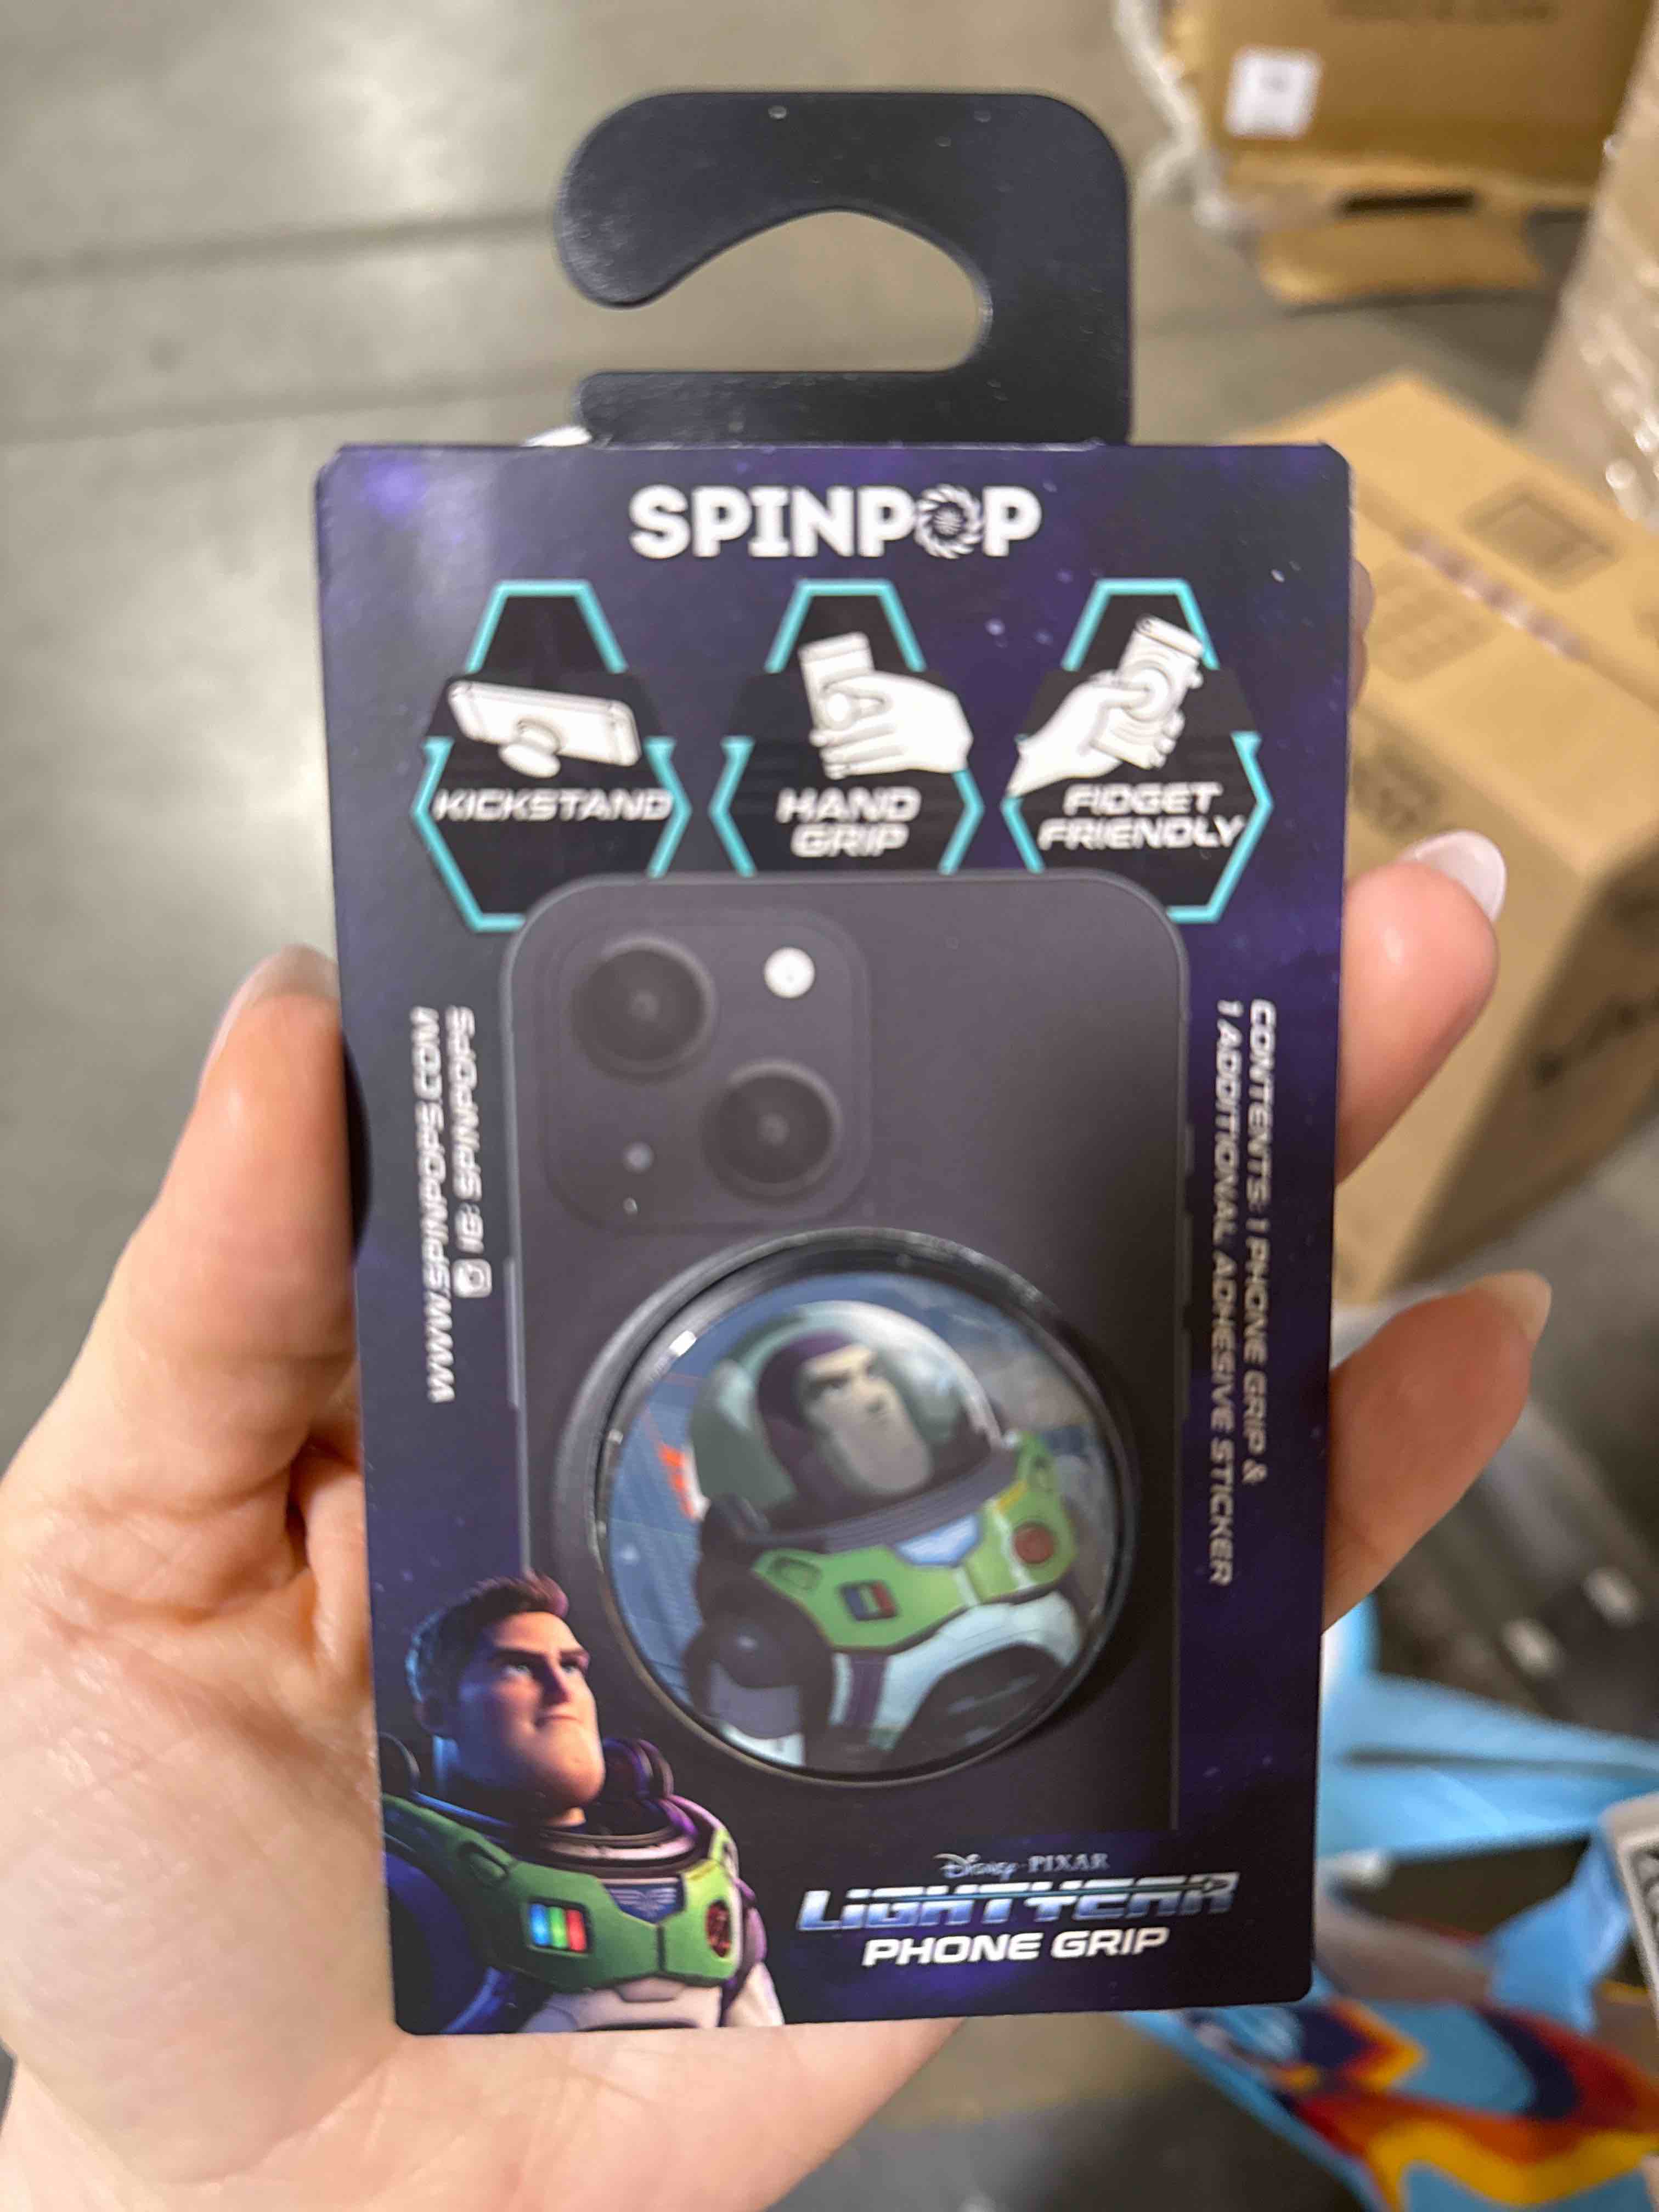 SPINPOP
KICKSTAND
HAND
GRIP
FIDGET
FRIENDLY
WWW.SPINPOPS.COM
IG: SPINPOPS
CONTENTS: 1 PHONE GRIP &
1 ADDITIONAL ADHESIVE STICKER
Disney PIXAR
LIGHTYEAR
PHONE GRIP